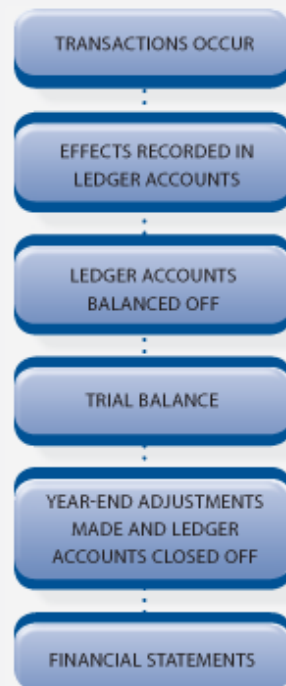 TRANSACTIONS OCCUR
EFFECTS RECORDED IN
LEDGER ACCOUNTS
LEDGER ACCOUNTS
BALANCED OFF
TRIAL BALANCE
YEAR-END ADJUSTMENTS
MADE AND LEDGER
ACCOUNTS CLOSED OFF
FINANCIAL STATEMENTS